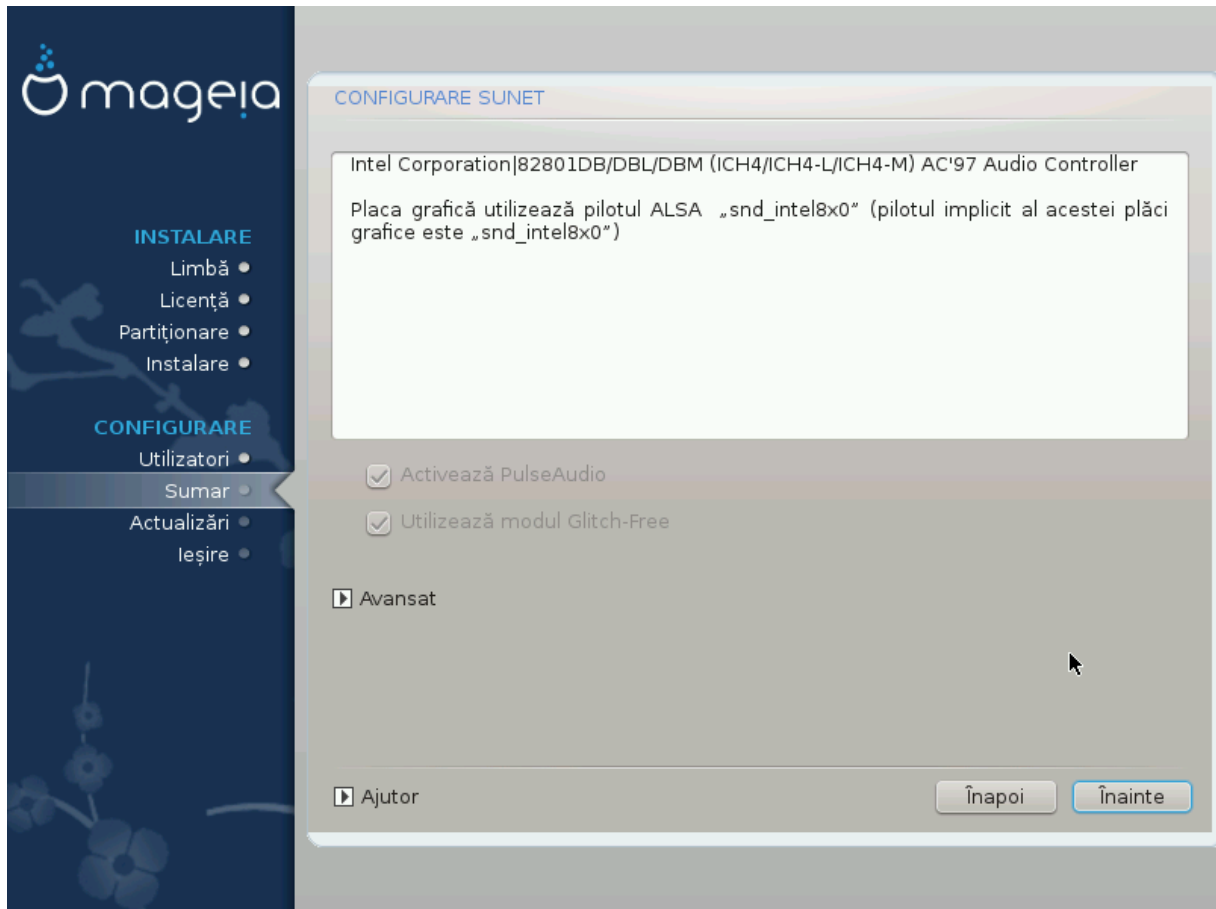 mageia
INSTALARE
Limbă
Licență
Partiționare
Instalare
CONFIGURARE
Utilizatori
Sumar
Actualizări
Ieșire
CONFIGURARE SUNET
Intel Corporation|82801DB/DBL/DBM (ICH4/ICH4-L/ICH4-M) AC'97 Audio Controller
Placa grafică utilizează pilotul ALSA „snd_intel8x0” (pilotul implicit al acestei plăci
grafice este „snd_intel8x0”)
Activează PulseAudio
Utilizează modul Glitch-Free
Avansat
Ajutor
Înapoi
Înainte